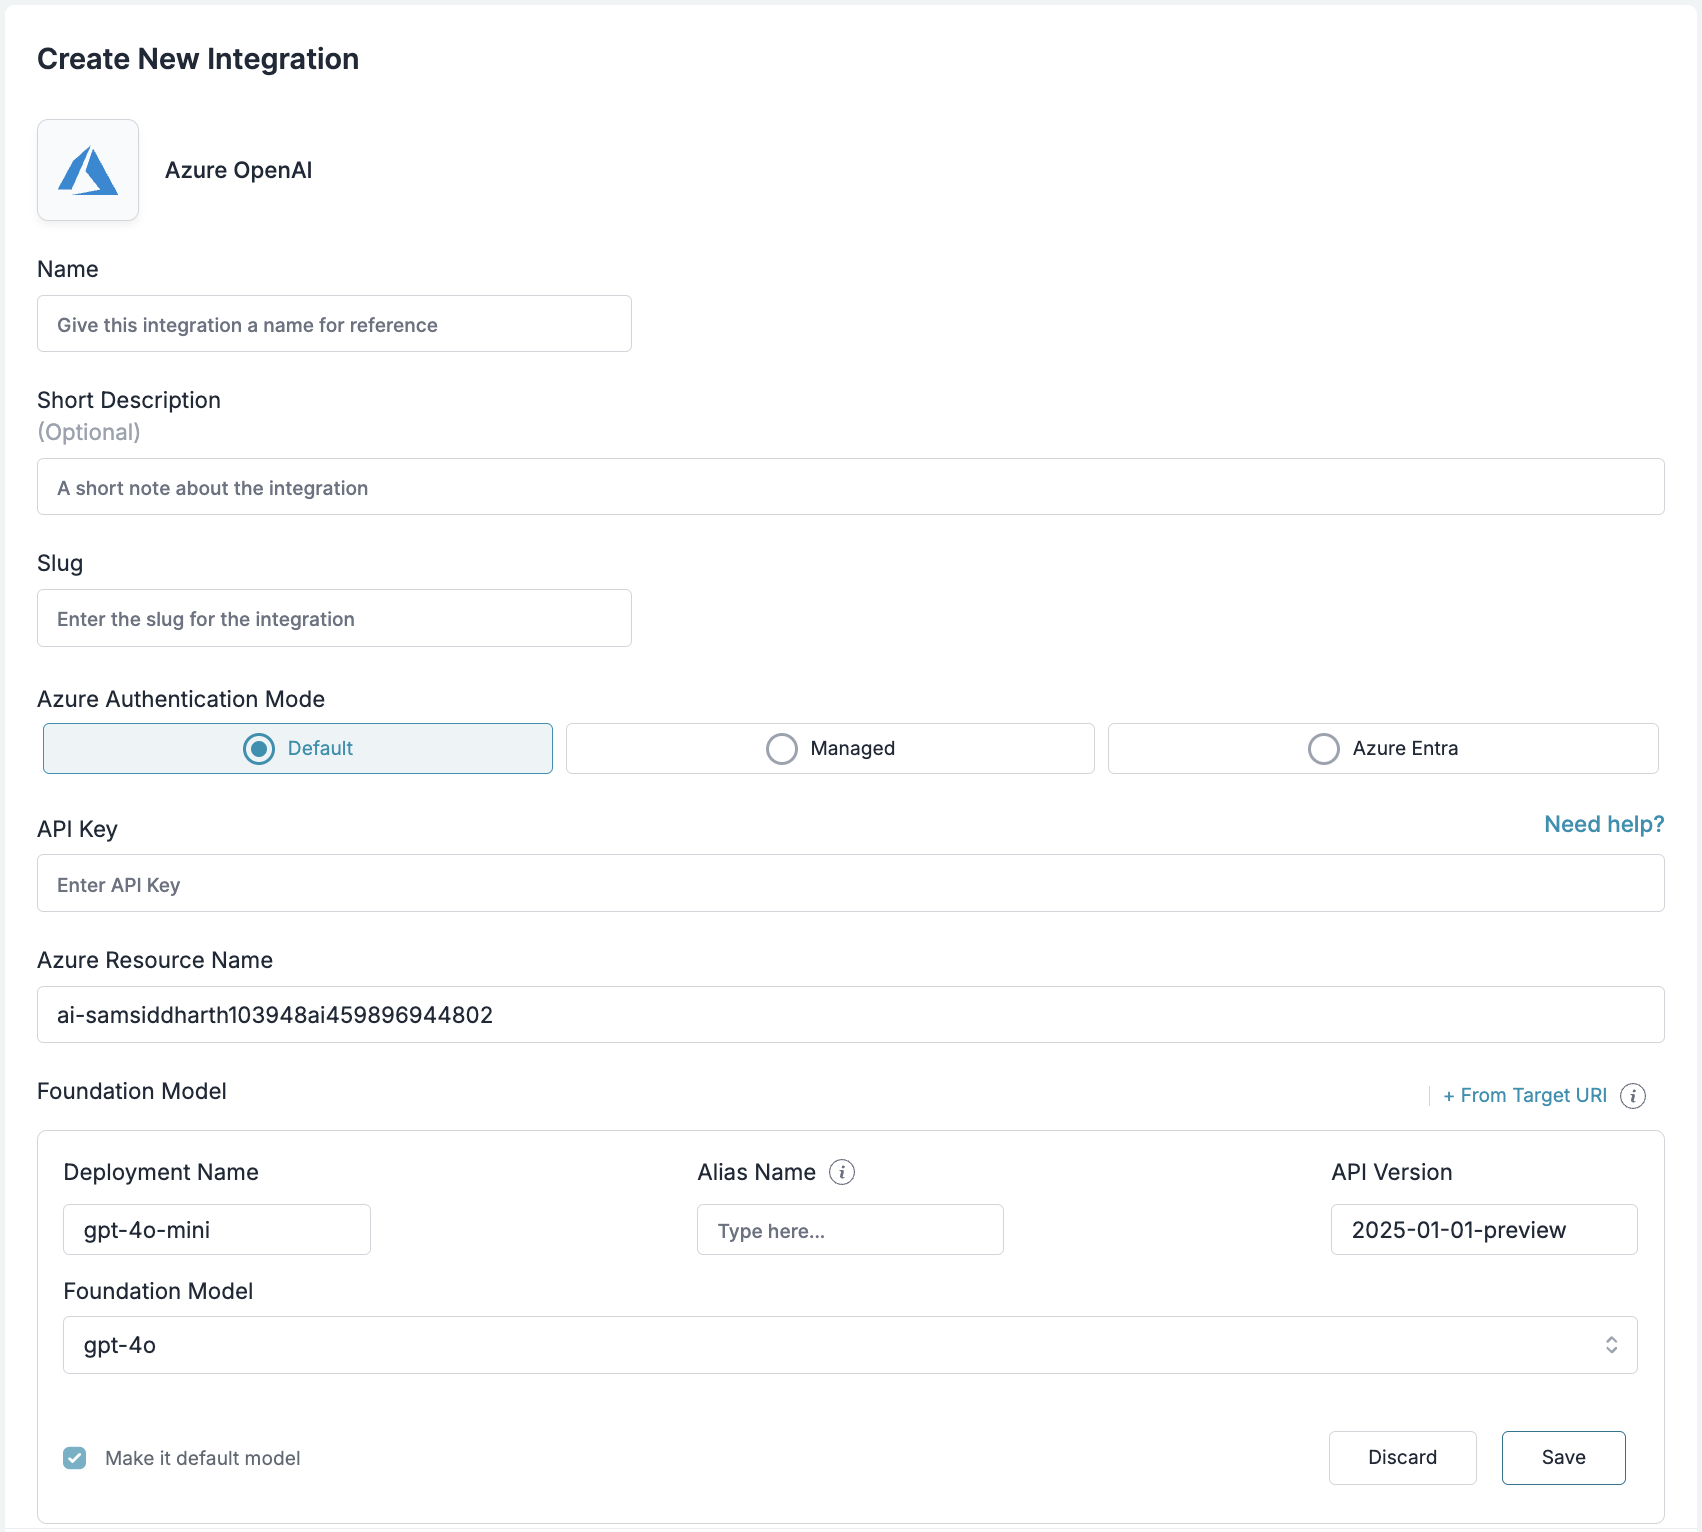 Create New Integration
Azure OpenAI
Name
Give this integration a name for reference
Short Description
(Optional)
A short note about the integration
Slug
Enter the slug for the integration
Azure Authentication Mode
Default
Managed
Azure Entra
API Key
Need help?
Enter API Key
Azure Resource Name
ai-samsiddharth103948ai459896944802
Foundation Model
+ From Target URI
Deployment Name
Alias Name
API Version
gpt-4o-mini
Type here...
2025-01-01-preview
Foundation Model
gpt-4o
Make it default model
Discard
Save